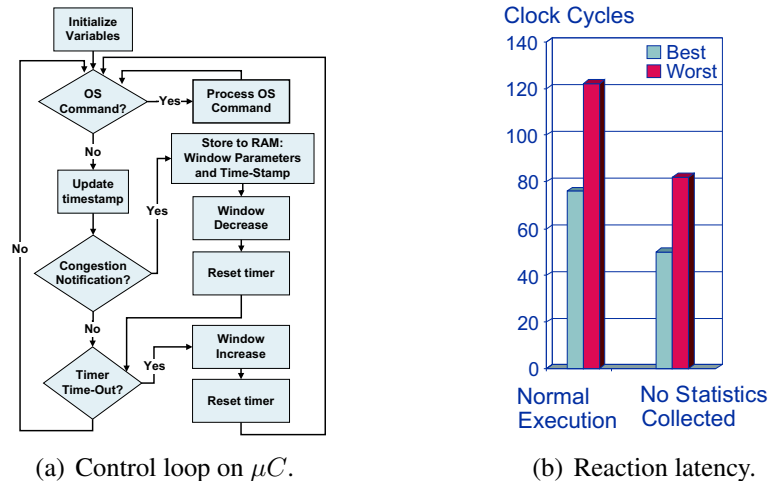 Initialize
Variables
OS
Command?
Yes
Process OS
Command
No
Store to RAM:
Window Parameters
and Time-Stamp
Update
timestamp
Yes
Window
Decrease
No
Congestion
Notification?
Reset timer
No
Window
Increase
Yes
Timer
Time-Out?
Reset timer
(a) Control loop on μC.
Clock Cycles
140
120
100
80
60
40
20
0
Best
Worst
Normal
Execution
No Statistics
Collected
(b) Reaction latency.